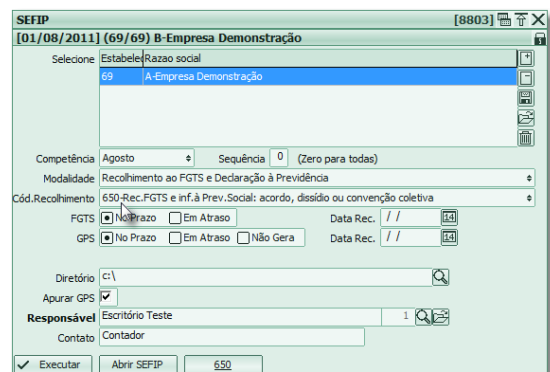 SEFIP [8803]
[01/08/2011] (69/69) B-Empresa Demonstração
Selecione Estabelec Razao social
69 A-Empresa Demonstração
Competência Agosto Sequência 0 (Zero para todas)
Modalidade Recolhimento ao FGTS e Declaração à Previdência
Cód.Recolhimento 650-Rec.FGTS e inf.à Prev.Social: acordo, dissídio ou convenção coletiva
FGTS No Prazo Em Atraso Data Rec. / / 14
GPS No Prazo Em Atraso Não Gera Data Rec. / / 14
Diretório c:\
Apurar GPS
Responsável Escritório Teste 1
Contato Contador
Executar Abrir SEFIP 650